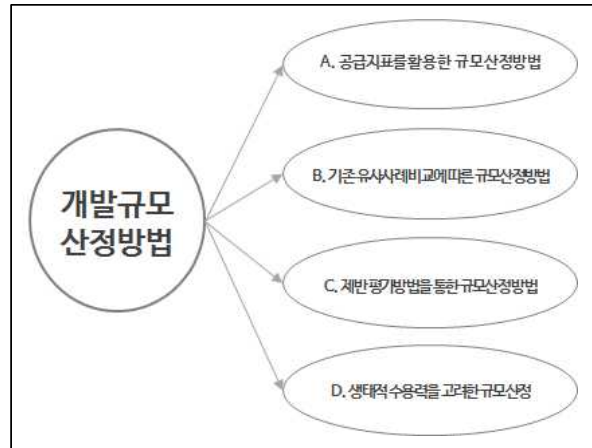 개발규모
산정방법
A. 공급지표를 활용한 규모산정방법
B. 기존 유사사례 비교에 따른 규모산정방법
C. 제반 평가방법을 통한 규모산정방법
D. 생태적 수용력을 고려한 규모산정